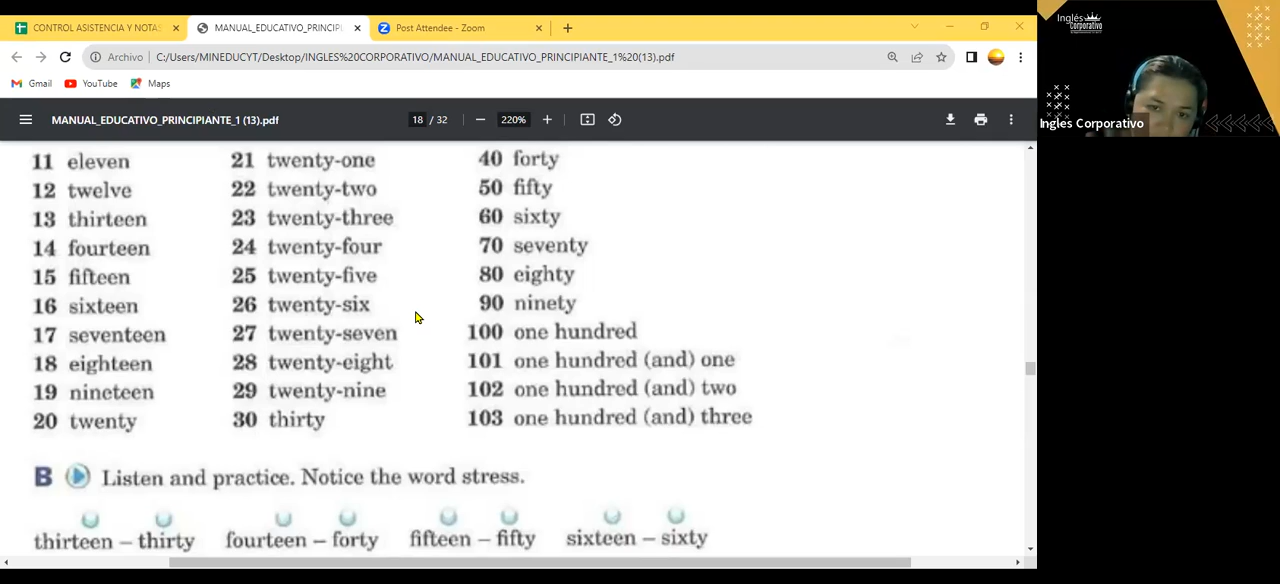 CONTROL ASISTENCIA Y NOTAS
MANUAL_EDUCATIVO_PRINCIPI
Post Attendee - Zoom
Archivo
C:/Users/MINEDUCYT/Desktop/INGLES%20CORPORATIVO/MANUAL_EDUCATIVO_PRINCIPIANTE_1%20(13).pdf
Gmail YouTube Maps
MANUAL_EDUCATIVO_PRINCIPIANTE_1 (13).pdf
18 / 32
220%
11 eleven
12 twelve
13 thirteen
14 fourteen
15 fifteen
16 sixteen
17 seventeen
18 eighteen
19 nineteen
20 twenty
21 twenty-one
22 twenty-two
23 twenty-three
24 twenty-four
25 twenty-five
26 twenty-six
27 twenty-seven
28 twenty-eight
29 twenty-nine
30 thirty
40 forty
50 fifty
60 sixty
70 seventy
80 eighty
90 ninety
100 one hundred
101 one hundred (and) one
102 one hundred (and) two
103 one hundred (and) three
B Listen and practice. Notice the word stress.
thirteen – thirty fourteen – forty fifteen – fifty sixteen – sixty
Inglés
Corporativo
Ingles Corporativo